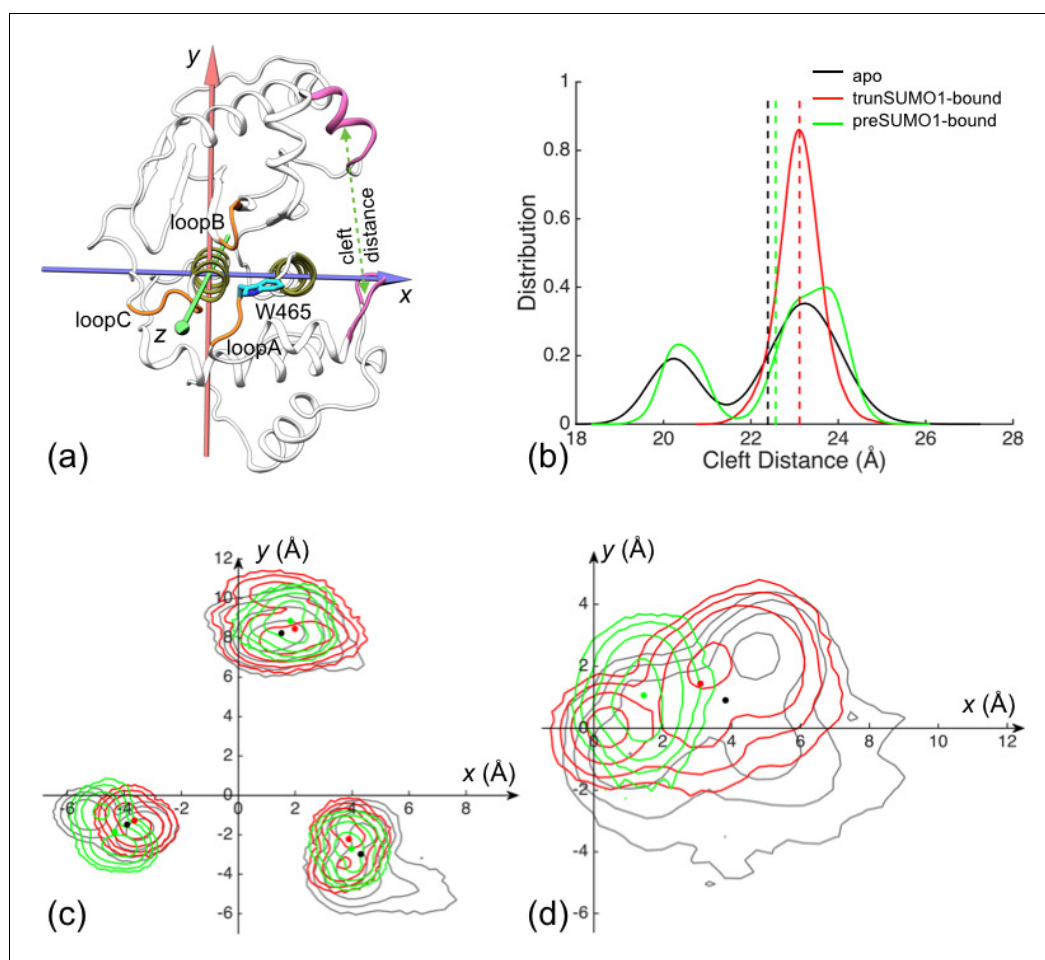 y
loopB
cleft
distance
x
loopC
W465
z
loopA
(a)
apo
trunSUMO1-bound
preSUMO1-bound
1
0.8
0.6
0.4
0.2
0
Distribution
18 20 22 24 26 28
Cleft Distance (Å)
(b)
y (Å)
12
10
8
6
4
2
x (Å)
0
-6 -4 -2 2 4 6 8
-2
-4
-6
(c)
y (Å)
4
2
x (Å)
0
0 2 4 6 8 10 12
-2
-4
-6
(d)